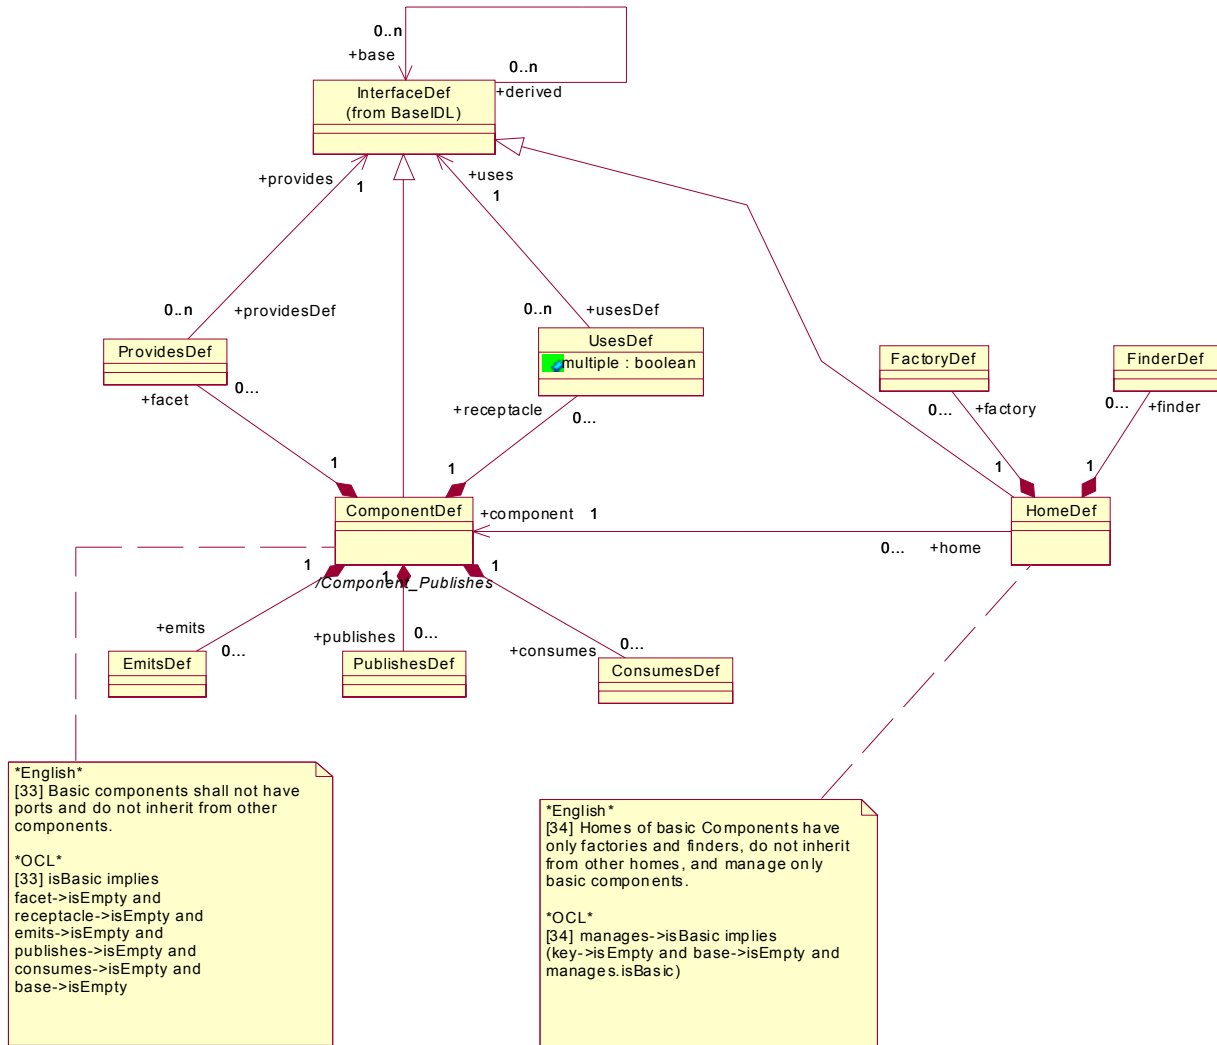 0..n
+base
0..n
+derived
InterfaceDef
(from BaseIDL)
+provides
1
+uses
1
0..n
+providesDef
0..n
+usesDef
ProvidesDef
UsesDef
multiple : boolean
FactoryDef
FinderDef
0...
+facet
+receptacle
0...
0...
+factory
0...
+finder
1
1
1
1
ComponentDef
+component
1
HomeDef
0...
+home
1
1
1
/Component_Publishes
+emits
0...
+publishes
0...
+consumes
0...
EmitsDef
PublishesDef
ConsumesDef
*English*
[33] Basic components shall not have
ports and do not inherit from other
components.
*OCL*
[33] isBasic implies
facet->isEmpty and
receptacle->isEmpty and
emits->isEmpty and
publishes->isEmpty and
consumes->isEmpty and
base->isEmpty
*English*
[34] Homes of basic Components have
only factories and finders, do not inherit
from other homes, and manage only
basic components.
*OCL*
[34] manages->isBasic implies
(key->isEmpty and base->isEmpty and
manages.isBasic)